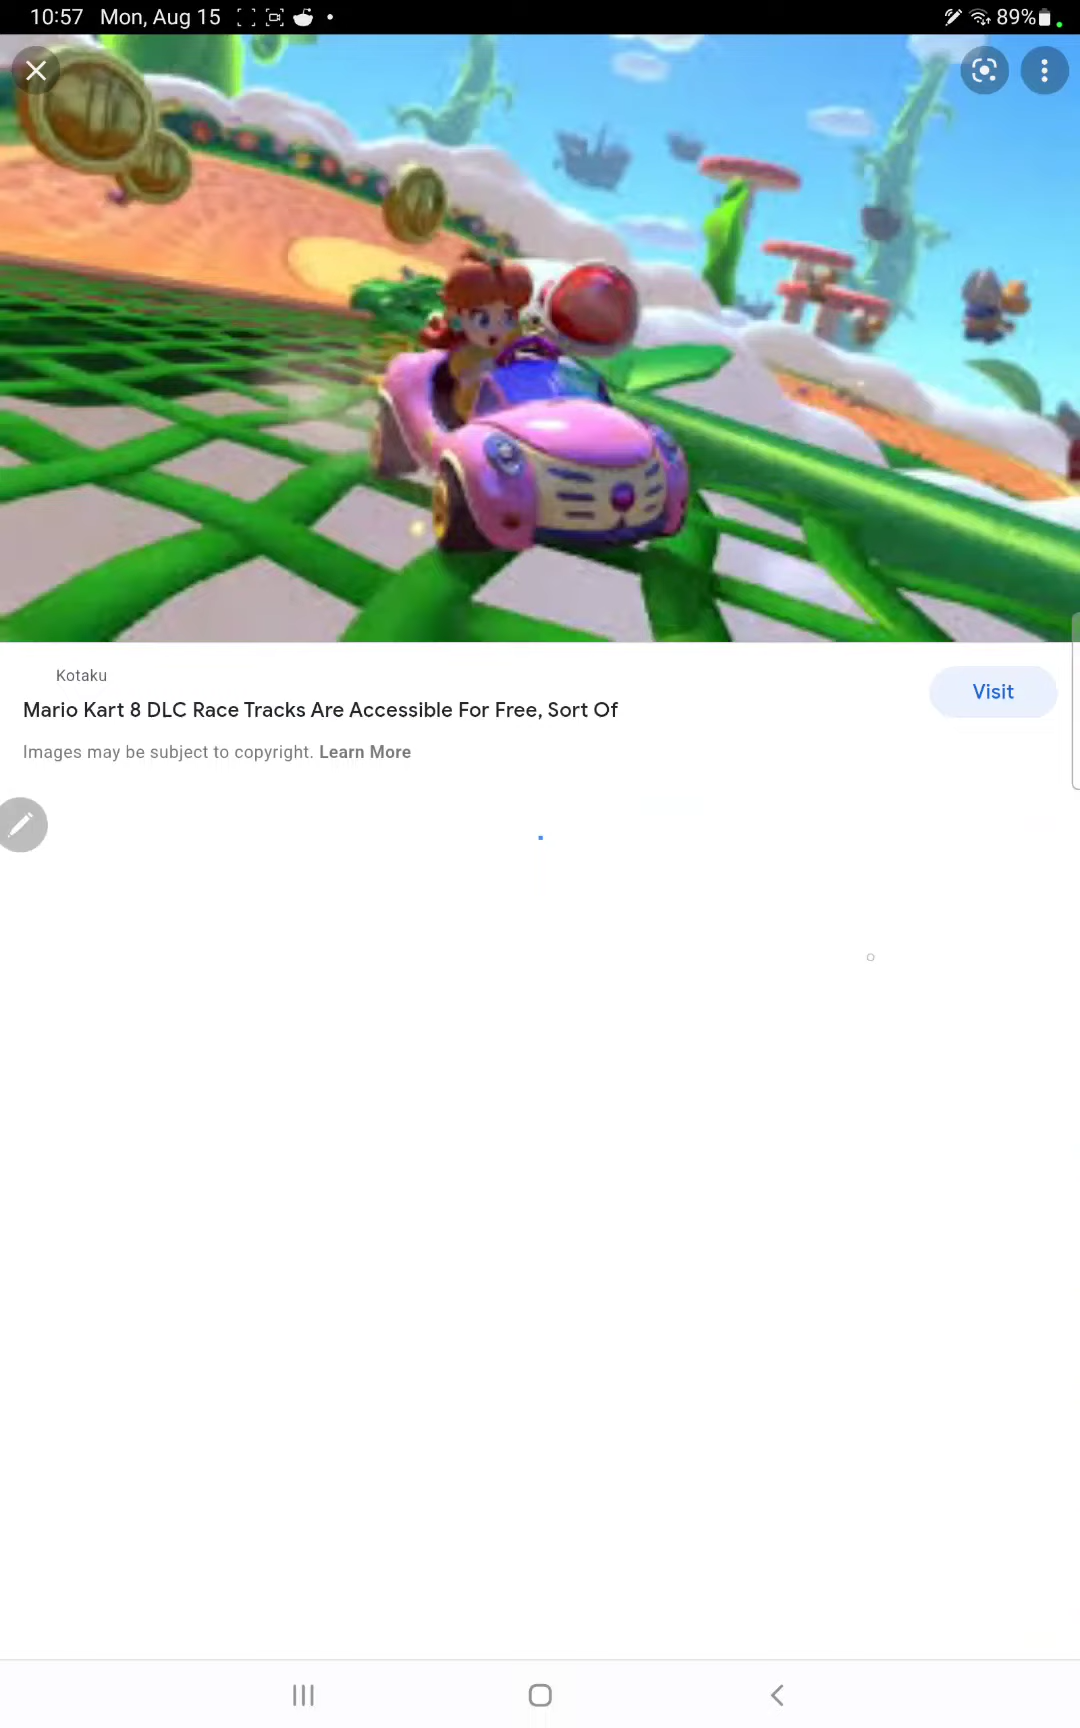 10:57 Mon, Aug 15 89%
Kotaku
Mario Kart 8 DLC Race Tracks Are Accessible For Free, Sort Of
Visit
Images may be subject to copyright. Learn More